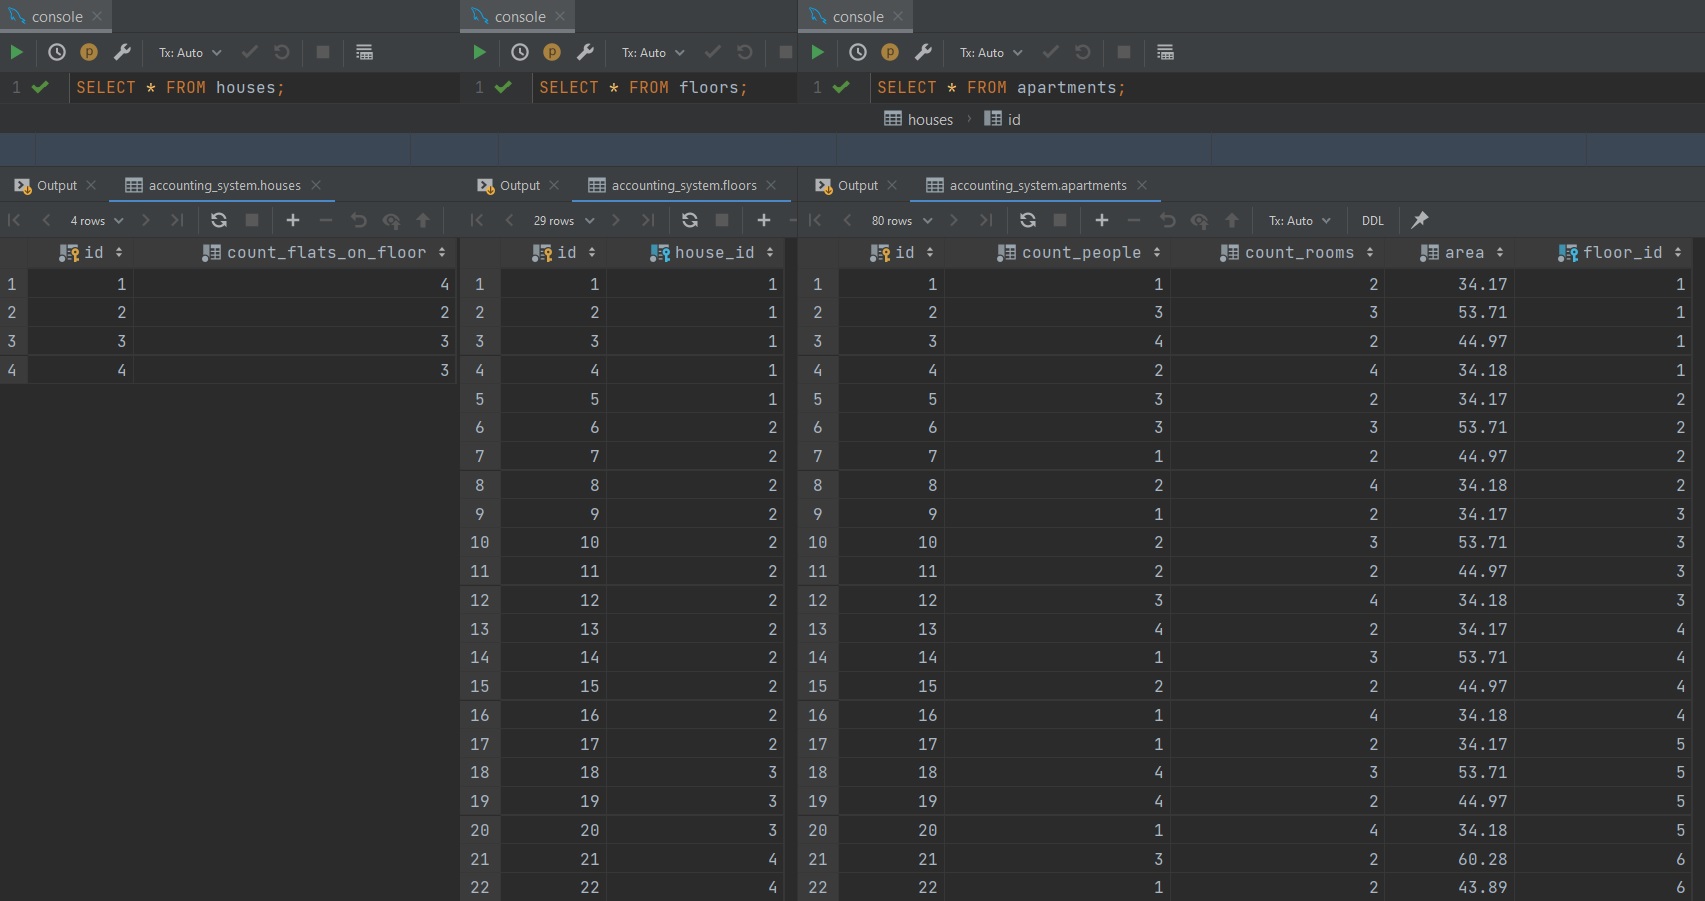 console
Tx: Auto
1 SELECT * FROM houses;
Output accounting_system.houses
4 rows
id count_flats_on_floor
1 1 4
2 2 2
3 3 3
4 4 3
console
Tx: Auto
1 SELECT * FROM floors;
Output accounting_system.floors
29 rows
id house_id
1 1 1
2 2 1
3 3 1
4 4 1
5 5 1
6 6 2
7 7 2
8 8 2
9 9 2
10 10 2
11 11 2
12 12 2
13 13 2
14 14 2
15 15 2
16 16 2
17 17 2
18 18 3
19 19 3
20 20 3
21 21 4
22 22 4
console
Tx: Auto
1 SELECT * FROM apartments;
houses › id
Output accounting_system.apartments
80 rows Tx: Auto DDL
id count_people count_rooms area floor_id
1 1 1 2 34.17 1
2 2 3 3 53.71 1
3 3 4 2 44.97 1
4 4 2 4 34.18 1
5 5 3 2 34.17 2
6 6 3 3 53.71 2
7 7 1 2 44.97 2
8 8 2 4 34.18 2
9 9 1 2 34.17 3
10 10 2 3 53.71 3
11 11 2 2 44.97 3
12 12 3 4 34.18 3
13 13 4 2 34.17 4
14 14 1 3 53.71 4
15 15 2 2 44.97 4
16 16 1 4 34.18 4
17 17 1 2 34.17 5
18 18 4 3 53.71 5
19 19 4 2 44.97 5
20 20 1 4 34.18 5
21 21 3 2 60.28 6
22 22 1 2 43.89 6